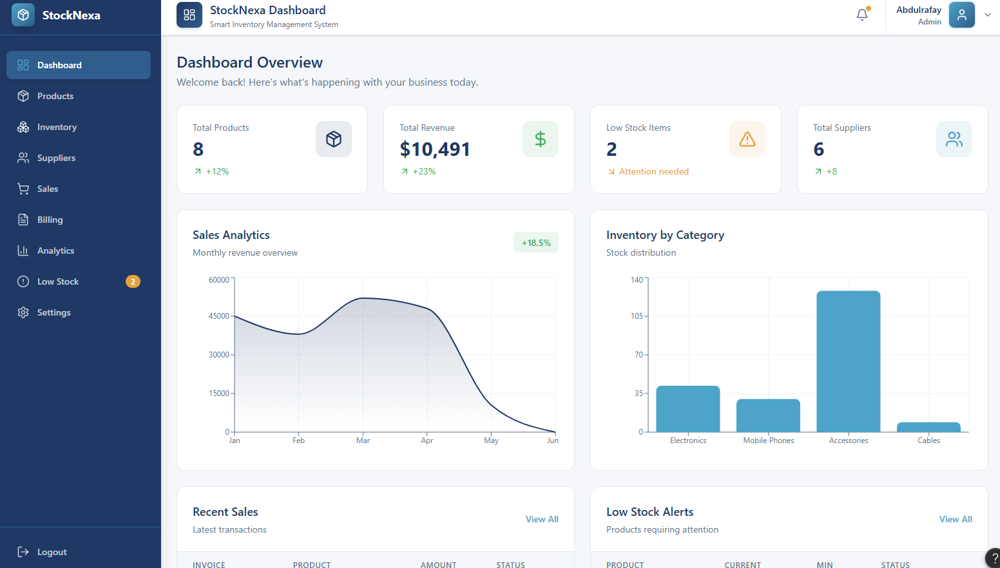 StockNexa
Dashboard
Products
Inventory
Suppliers
Sales
Billing
Analytics
Low Stock 2
Settings
Logout
StockNexa Dashboard
Smart Inventory Management System
Abdulrafay
Admin
Dashboard Overview
Welcome back! Here's what's happening with your business today.
Total Products
8
+12%
Total Revenue
$10,491
+23%
Low Stock Items
2
Attention needed
Total Suppliers
6
+8
Sales Analytics
Monthly revenue overview
+18.5%
60000
45000
30000
15000
0
Jan Feb Mar Apr May Jun
Inventory by Category
Stock distribution
140
105
70
35
0
Electronics Mobile Phones Accessories Cables
Recent Sales
Latest transactions
View All
INVOICE PRODUCT AMOUNT STATUS
Low Stock Alerts
Products requiring attention
View All
PRODUCT CURRENT MIN STATUS
?